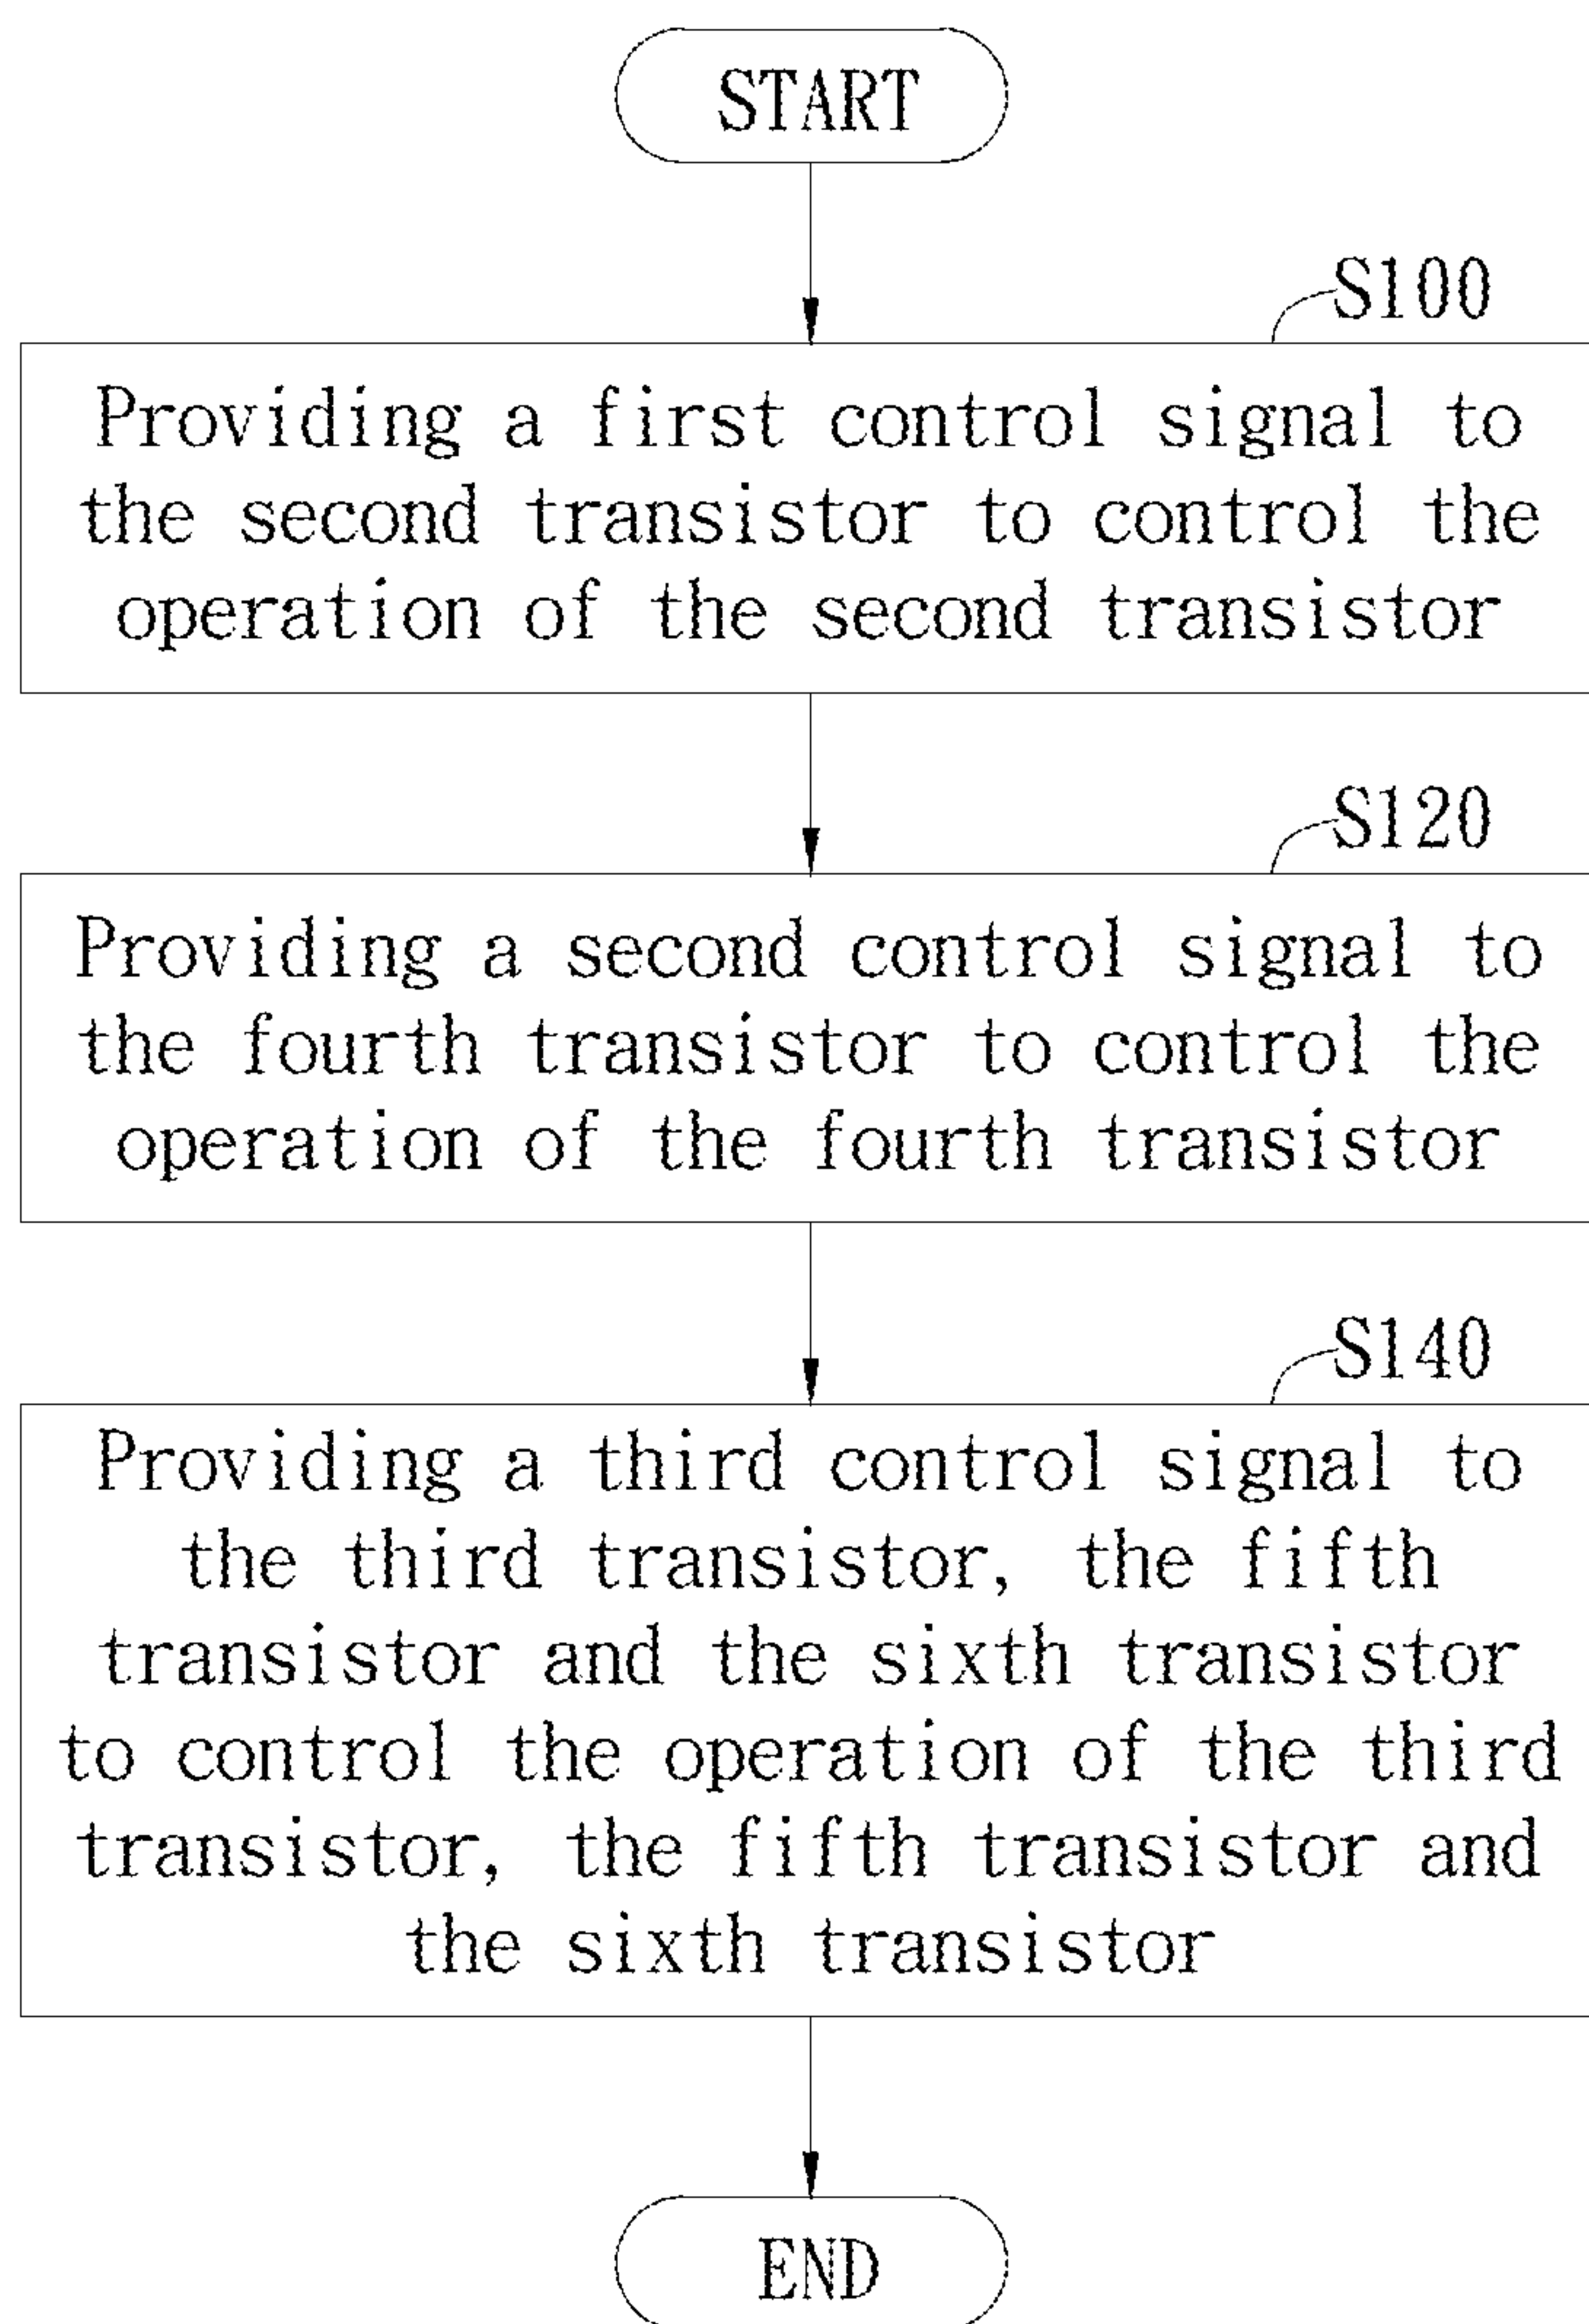 START
S100
Providing a first control signal to
the second transistor to control the
operation of the second transistor
S120
Providing a second control signal to
the fourth transistor to control the
operation of the fourth transistor
S140
Providing a third control signal to
the third transistor, the fifth
transistor and the sixth transistor
to control the operation of the third
transistor, the fifth transistor and
the sixth transistor
END